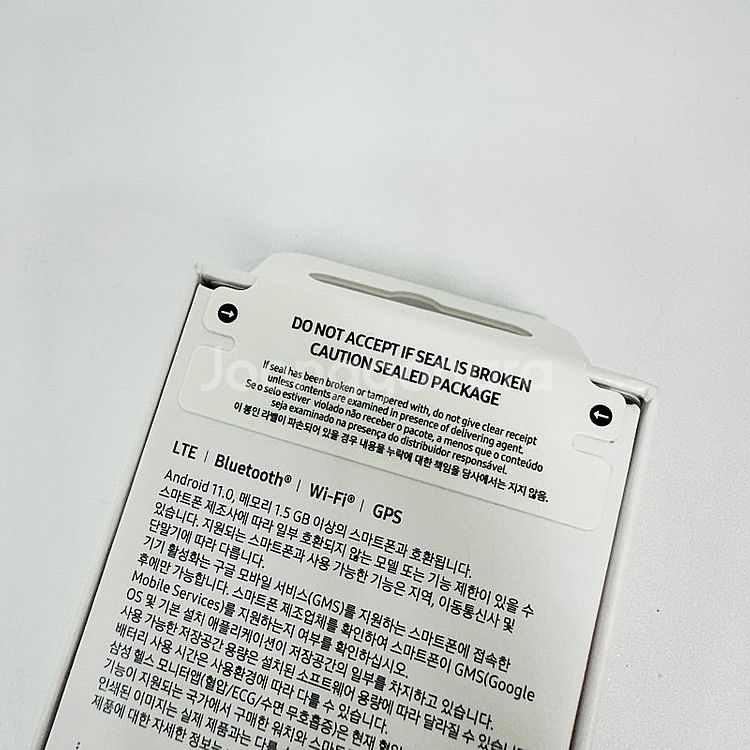 DO NOT ACCEPT IF SEAL IS BROKEN
CAUTION SEALED PACKAGE
If seal has been broken or tampered with, do not give clear receipt
unless contents are examined in presence of delivering agent.
Se o selo estiver violado não receber o pacote, a menos que o conteúdo
seja examinado na presença do distribuidor responsável.
이 봉인 라벨이 파손되어 있을 경우 내용물 누락에 대한 책임을 당사에서는 지지 않음.
Joonggonara
LTE | Bluetooth® | Wi-Fi® | GPS
Android 11.0, 메모리 1.5 GB 이상의 스마트폰과 호환됩니다.
스마트폰 제조사에 따라 일부 호환되지 않는 모델 또는 기능 제한이 있을 수
있습니다. 지원되는 스마트폰과 사용 가능한 기능은 지역, 이동통신사 및
단말기에 따라 다릅니다.
기기 활성화는 구글 모바일 서비스(GMS)를 지원하는 스마트폰에 접속한
후에만 가능합니다. 스마트폰 제조업체를 확인하여 스마트폰이 GMS(Google
Mobile Services)를 지원하는지 여부를 확인하십시오.
OS 및 기본 설치 애플리케이션이 저장공간의 일부를 차지하고 있습니다.
사용 가능한 저장공간 용량은 설치된 소프트웨어 용량에 따라 달라질 수 있습니다.
배터리 사용 시간은 사용환경에 따라 다를 수 있습니다.
삼성 헬스 모니터앱(혈압/ECG/수면 무호흡증)은 현재
기능이 지원되는 국가에서 구매한 워치와
인쇄된 이미지는 실제 제품과는 다를
제품에 대한 자세한 정보는